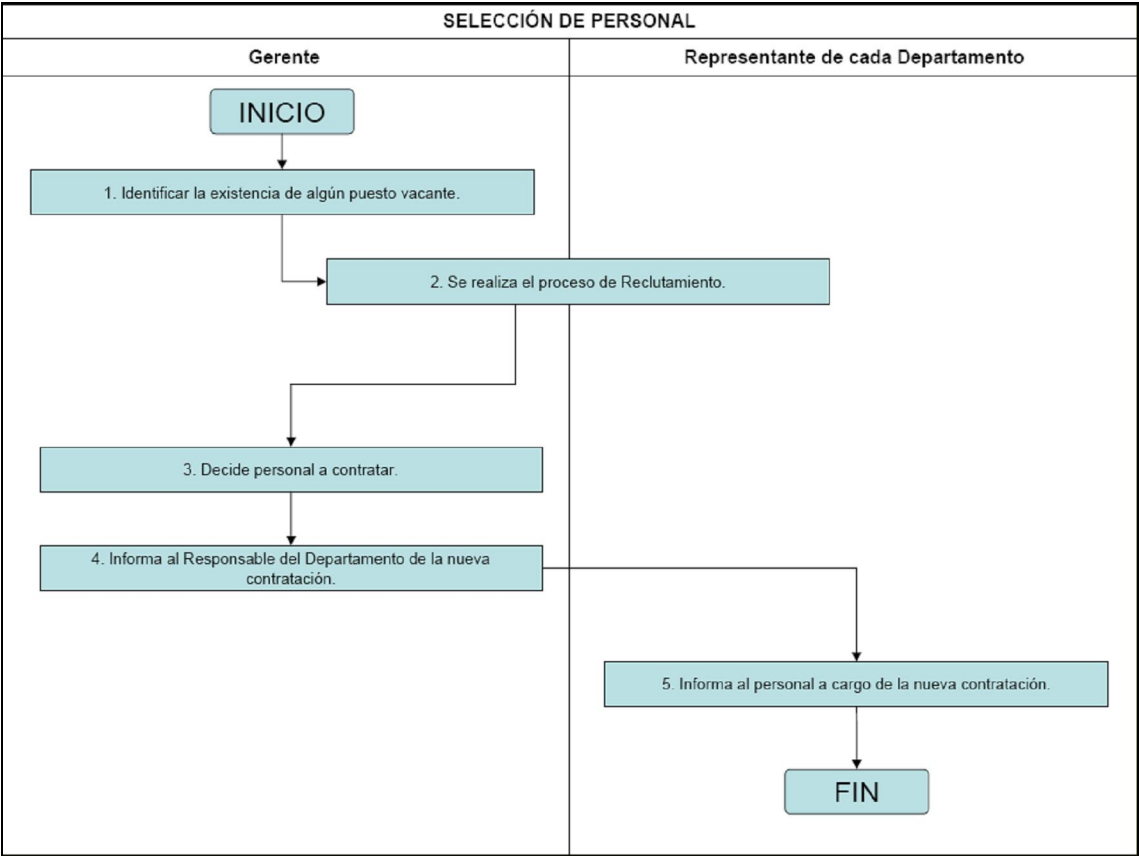 SELECCIÓN DE PERSONAL
Gerente
Representante de cada Departamento
INICIO
1. Identificar la existencia de algún puesto vacante.
2. Se realiza el proceso de Reclutamiento.
3. Decide personal a contratar.
4. Informa al Responsable del Departamento de la nueva
contratación.
5. Informa al personal a cargo de la nueva contratación.
FIN